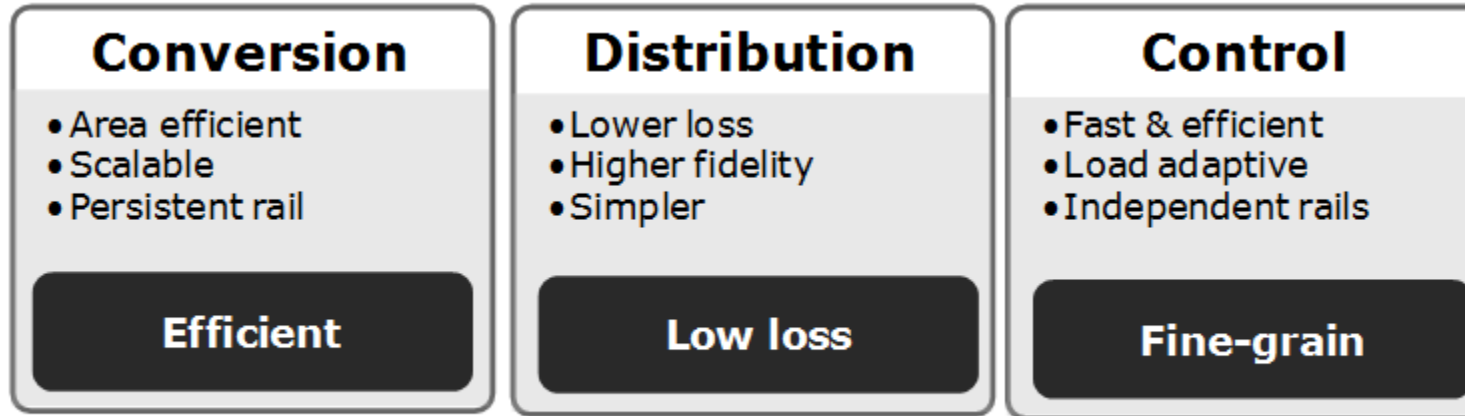 Conversion
• Area efficient
• Scalable
• Persistent rail
Efficient
Distribution
• Lower loss
• Higher fidelity
• Simpler
Low loss
Control
• Fast & efficient
• Load adaptive
• Independent rails
Fine-grain